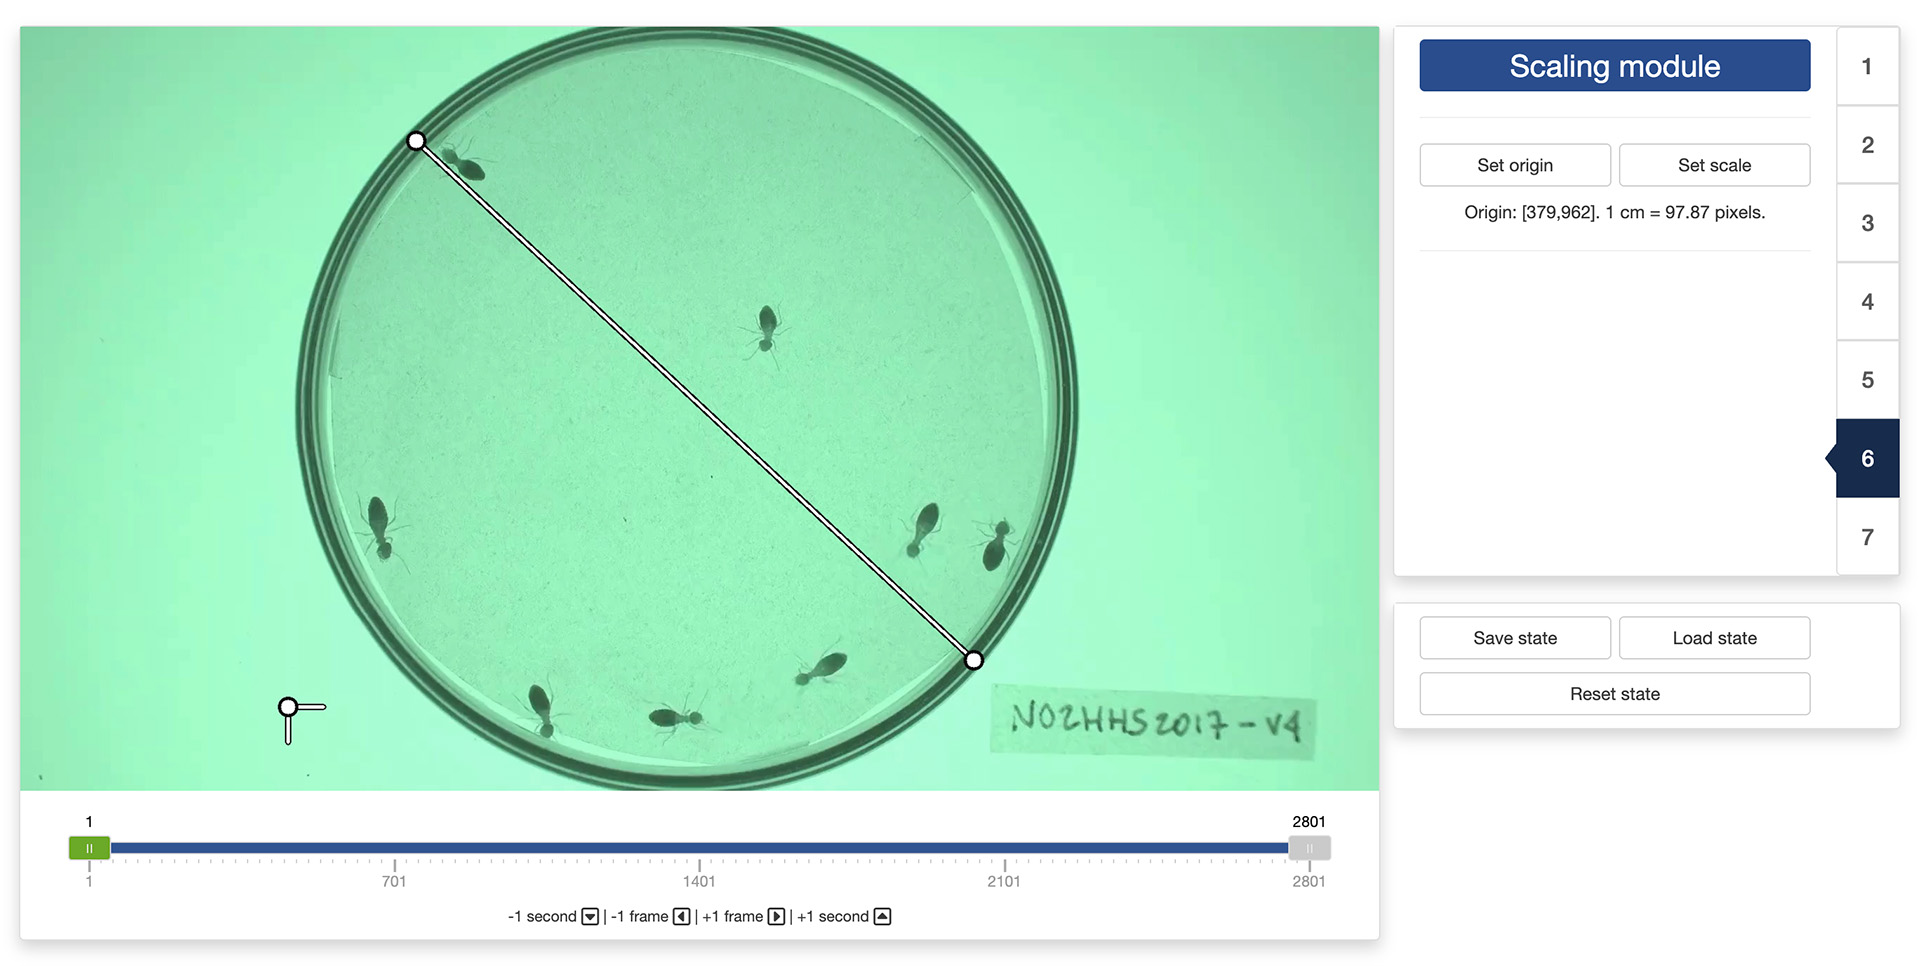 Scaling module
1
2
3
4
5
6
7
Set origin
Set scale
Origin: [379,962]. 1 cm = 97.87 pixels.
Save state
Load state
Reset state
NO2HHS2017-V4
1
2801
1
701
1401
2101
2801
-1 second | -1 frame | +1 frame | +1 second